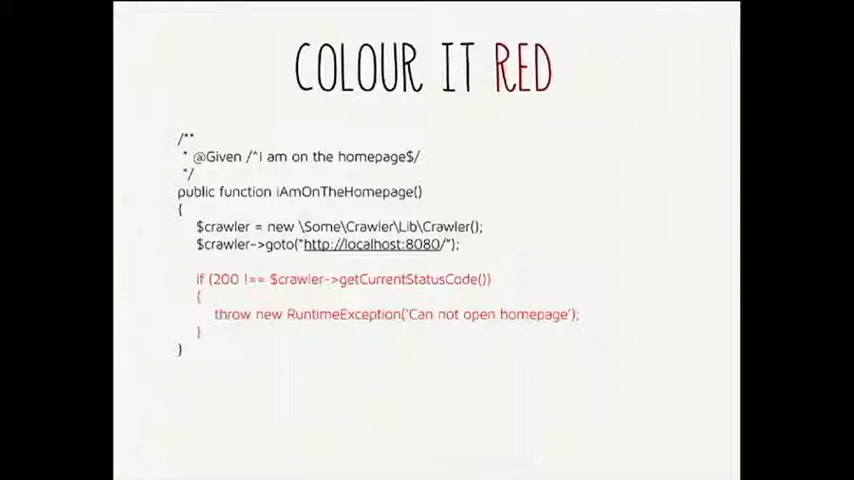 COLOUR IT RED
/**
* @Given /^I am on the homepage$/
*/
public function iAmOnTheHomepage()
{
$crawler = new \Some\Crawler\Lib\Crawler();
$crawler->goto("http://localhost:8080/");
if (200 !== $crawler->getCurrentStatusCode())
{
throw new RuntimeException('Can not open homepage');
}
}